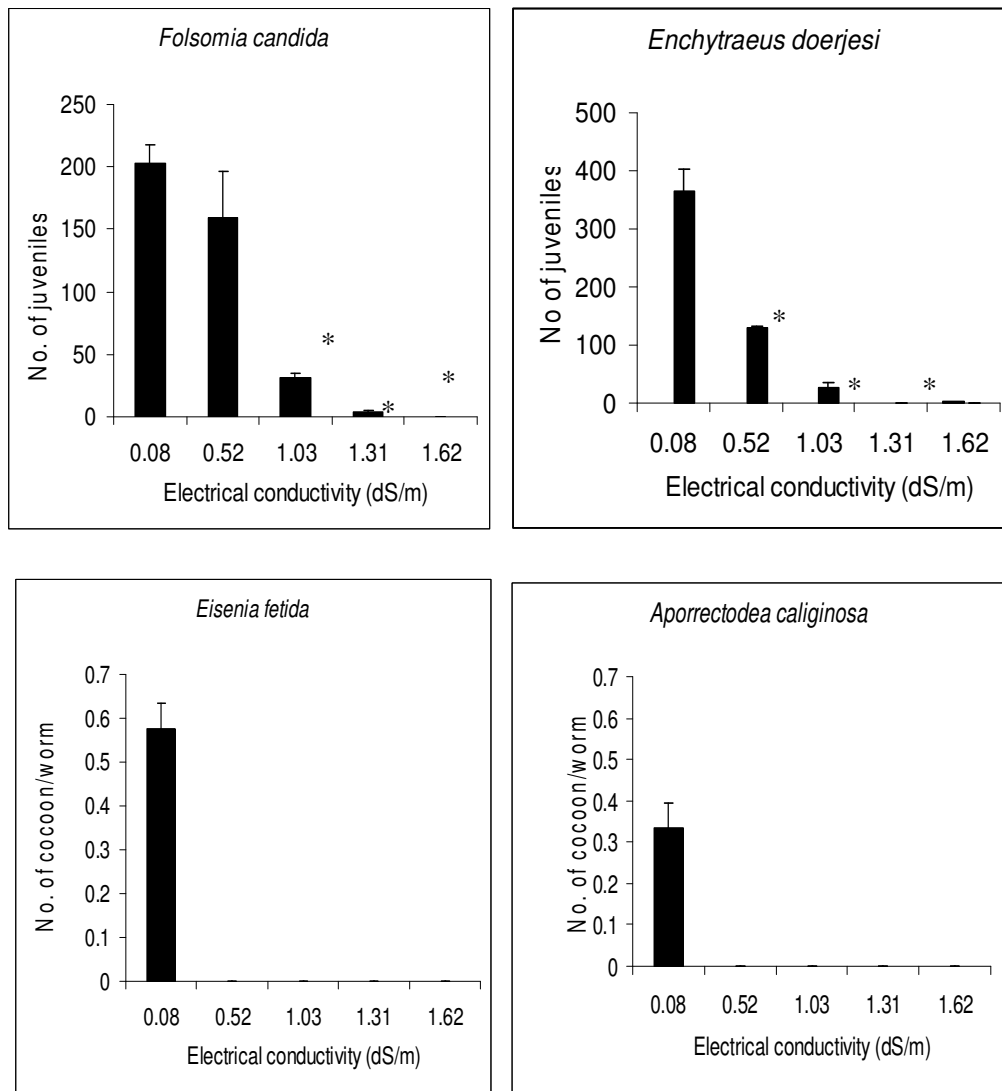 Folsomia candida
No. of juveniles
250
200
150
100
50
0
*
*
*
0.08 0.52 1.03 1.31 1.62
Electrical conductivity (dS/m)
Enchytraeus doerjesi
No of juveniles
500
400
300
200
100
0
*
*
*
0.08 0.52 1.03 1.31 1.62
Electrical conductivity (dS/m)
Eisenia fetida
No. of cocoon/worm
0.7
0.6
0.5
0.4
0.3
0.2
0.1
0
0.08 0.52 1.03 1.31 1.62
Electrical conductivity (dS/m)
Aporrectodea caliginosa
No. of cocoon/worm
0.7
0.6
0.5
0.4
0.3
0.2
0.1
0
0.08 0.52 1.03 1.31 1.62
Electrical conductivity (dS/m)